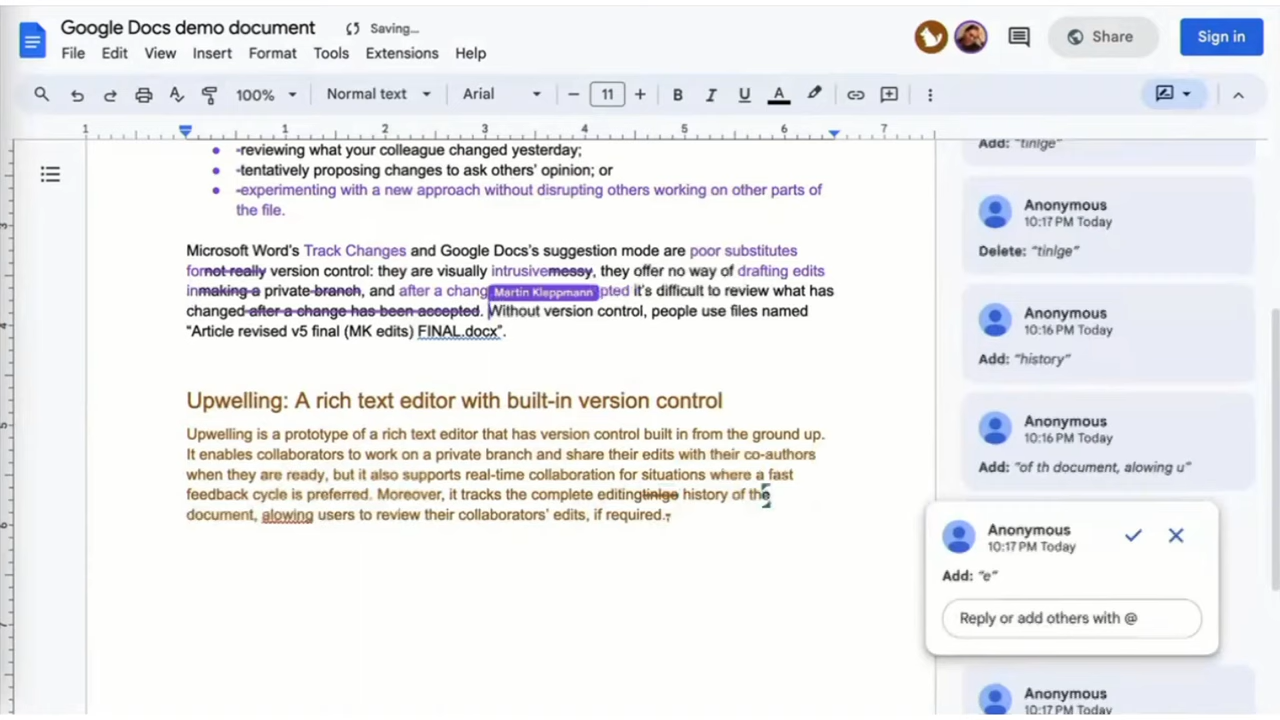 Google Docs demo document Saving...
File Edit View Insert Format Tools Extensions Help
Share
Sign in
100% Normal text Arial 11 B I U A
1 1 2 3 4 5 6 7
-reviewing what your colleague changed yesterday;
-tentatively proposing changes to ask others' opinion; or
-experimenting with a new approach without disrupting others working on other parts of
the file.
Microsoft Word's Track Changes and Google Docs's suggestion mode are poor substitutes
fornot really version control: they are visually intrusivemessy, they offer no way of drafting edits
inmaking a private branch, and after a chang Martin Kleppmann pted it's difficult to review what has
changed after a change has been accepted. Without version control, people use files named
“Article revised v5 final (MK edits) FINAL.docx”.
Upwelling: A rich text editor with built-in version control
Upwelling is a prototype of a rich text editor that has version control built in from the ground up.
It enables collaborators to work on a private branch and share their edits with their co-authors
when they are ready, but it also supports real-time collaboration for situations where a fast
feedback cycle is preferred. Moreover, it tracks the complete editingtinlge history of the
document, alowing users to review their collaborators' edits, if required.
Add: “tinlge”
Anonymous
10:17 PM Today
Delete: “tinlge”
Anonymous
10:16 PM Today
Add: “history”
Anonymous
10:16 PM Today
Add: “of th document, alowing u”
Anonymous
10:17 PM Today
Add: “e”
Reply or add others with @
Anonymous
10:17 PM Today